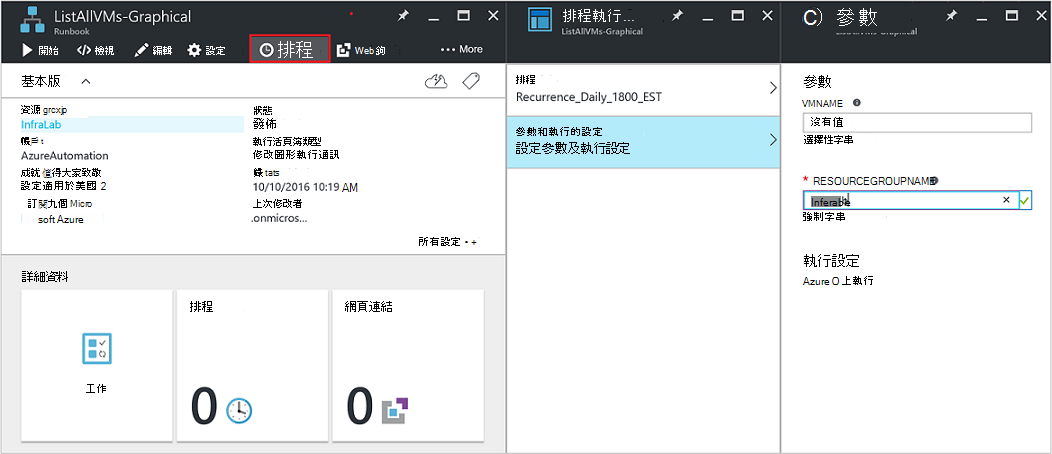 ListAllVMs-Graphical
Runbook
開始
檢視
編輯
設定
排程
Web鉤
••• More
基本版
資源 grcxjp
InfraLab
帳戶 t
AzureAutomation
成就 值得大家致敬
設定適用於美國 2
訂閱九個 Micro
soft Azure
狀態
發佈
執行活頁簿類型
修改圖形執行通訊
錄 tats
10/10/2016 10:19 AM
上次修改者
.onmicros...
所有設定 • +
詳細資料
工作
排程
0
網頁連結
0
排程執行...
ListAllVMs-Graphical
排程
Recurrence_Daily_1800_EST
參數和執行的設定
設定參數及執行設定
參數
ListAllVMs-Graphical
參數
VMNAME
沒有值
選擇性字串
* RESOURCEGROUPNAME
強制字串
執行設定
Azure O 上執行